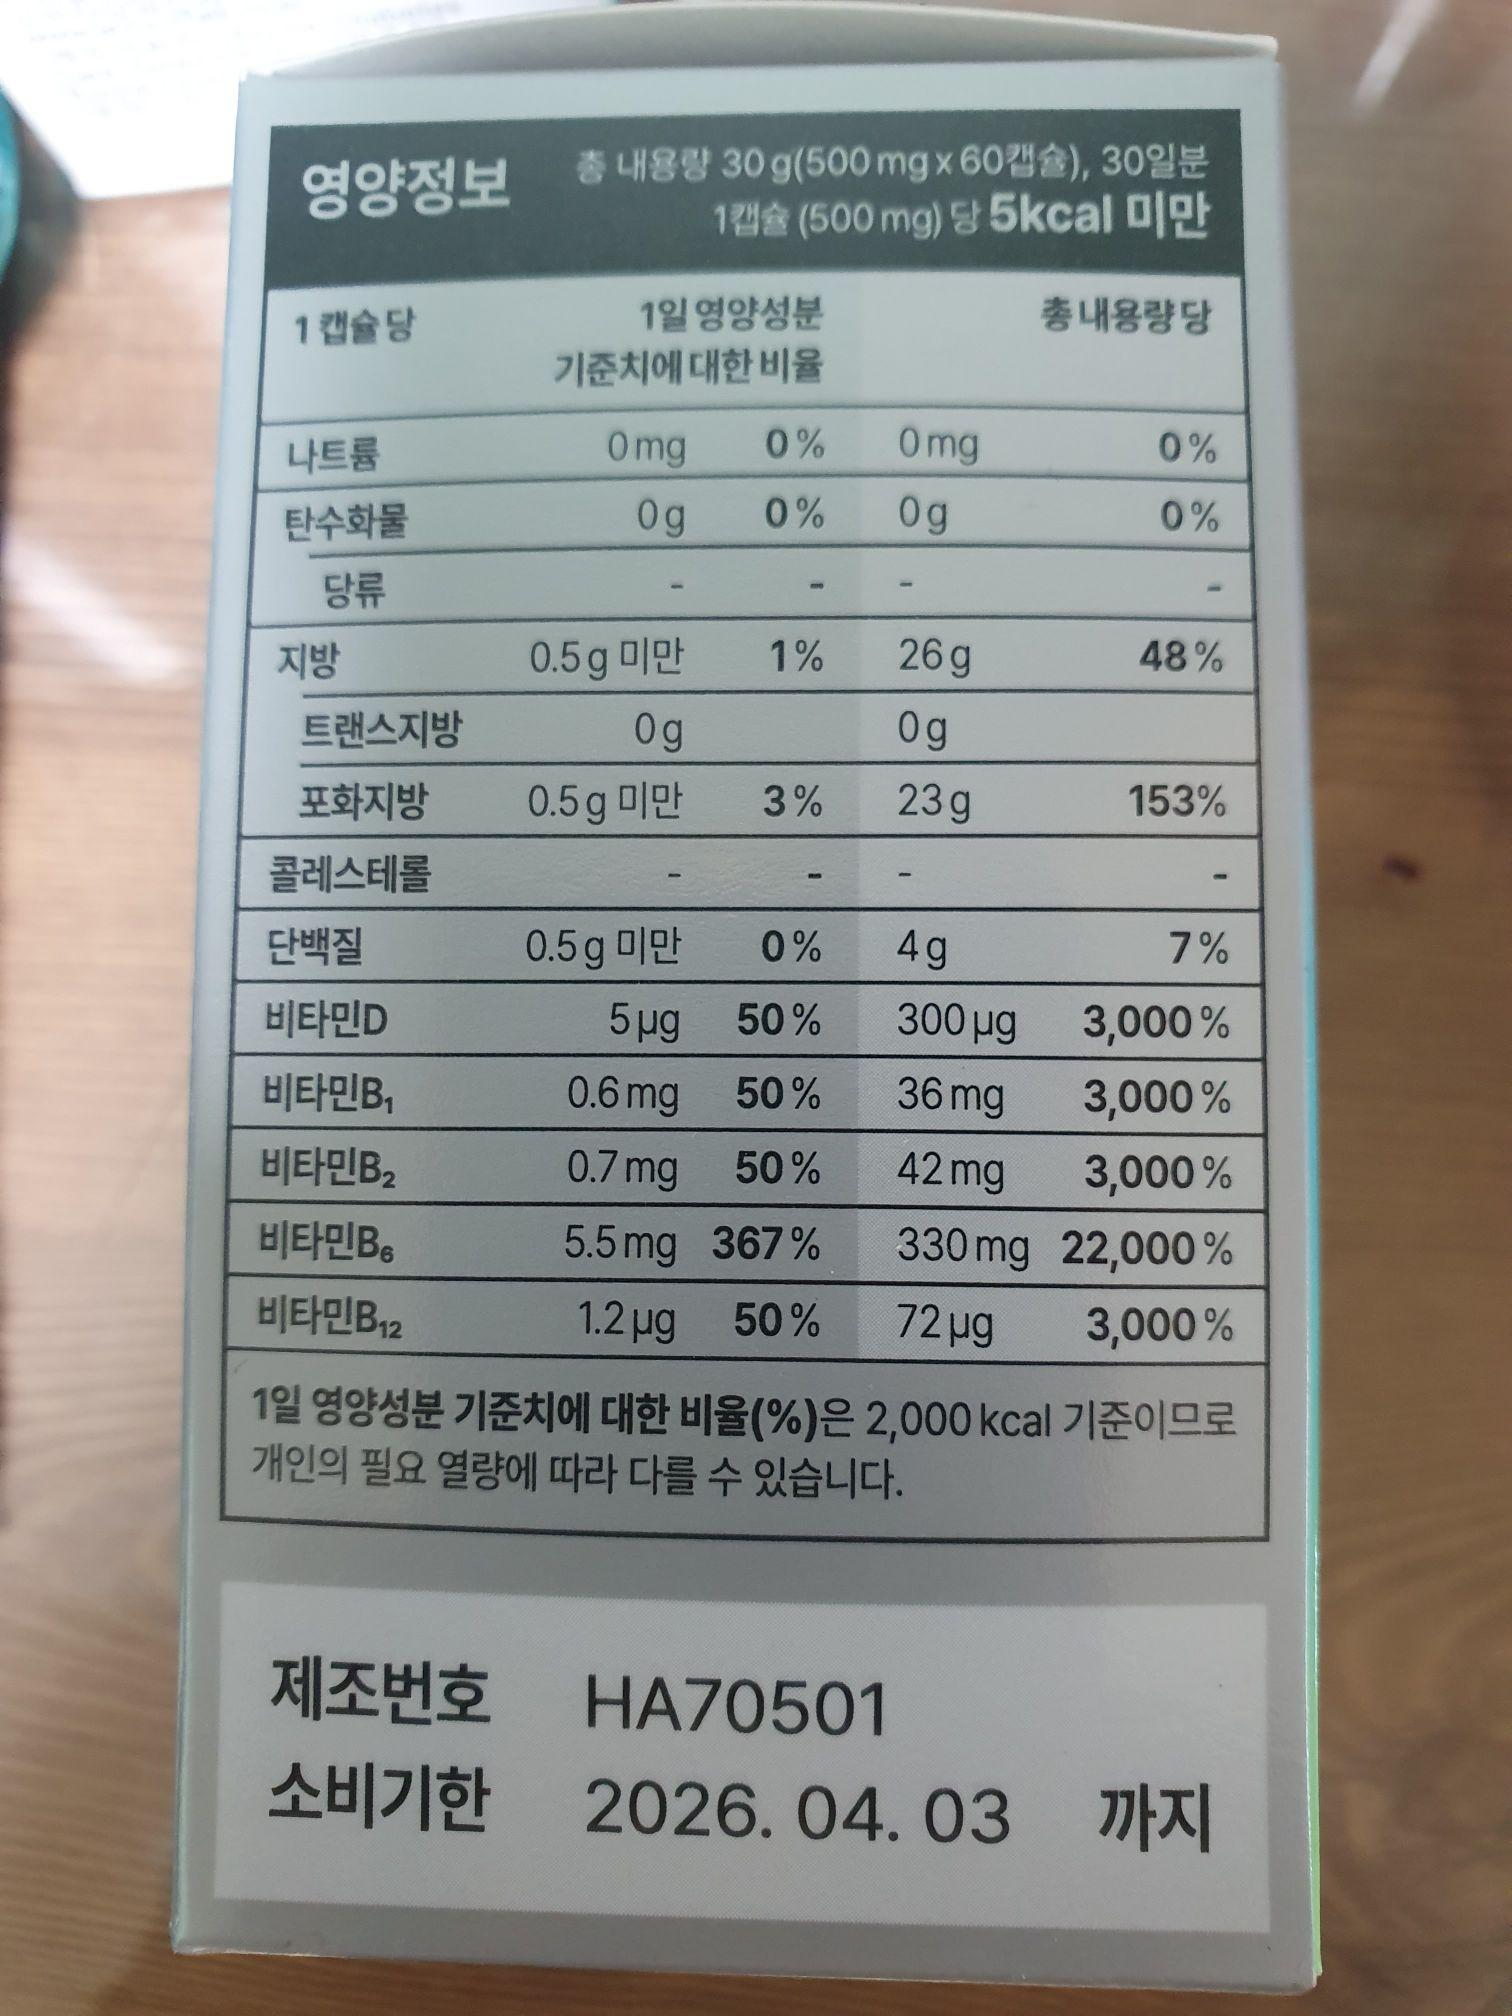 영양정보
총 내용량 30 g(500 mg x 60캡슐), 30일분
1캡슐 (500 mg) 당 5kcal 미만
1 캡슐당 1일 영양성분 기준치에 대한 비율 총 내용량당
나트륨 0 mg 0 % 0 mg 0 %
탄수화물 0 g 0 % 0 g 0 %
당류 - - - -
지방 0.5 g 미만 1 % 26 g 48 %
트랜스지방 0 g 0 g
포화지방 0.5 g 미만 3 % 23 g 153%
콜레스테롤 - - - -
단백질 0.5 g 미만 0 % 4 g 7 %
비타민D 5 µg 50 % 300 µg 3,000 %
비타민B₁ 0.6 mg 50 % 36 mg 3,000 %
비타민B₂ 0.7 mg 50 % 42 mg 3,000 %
비타민B₆ 5.5 mg 367 % 330 mg 22,000 %
비타민B₁₂ 1.2 µg 50 % 72 µg 3,000 %
1일 영양성분 기준치에 대한 비율(%)은 2,000 kcal 기준이므로
개인의 필요 열량에 따라 다를 수 있습니다.
제조번호 HA70501
소비기한 2026. 04. 03 까지